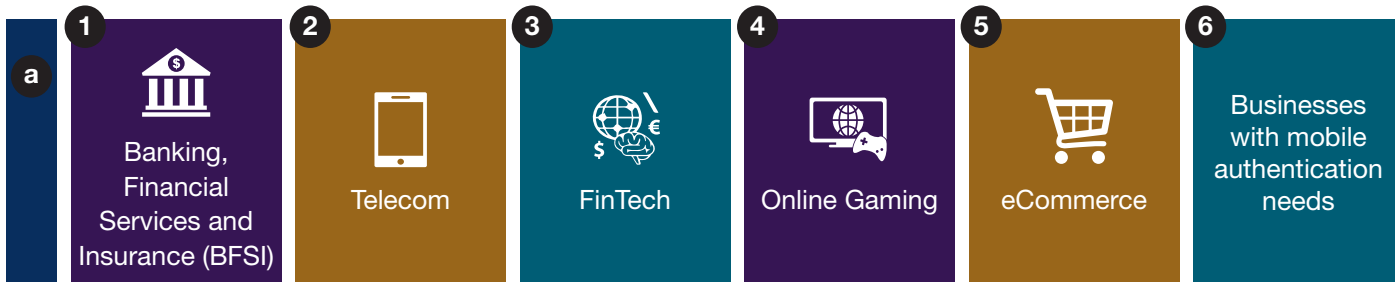 a
1
Banking,
Financial
Services and
Insurance (BFSI)
2
Telecom
3
FinTech
4
Online Gaming
5
eCommerce
6
Businesses
with mobile
authentication
needs